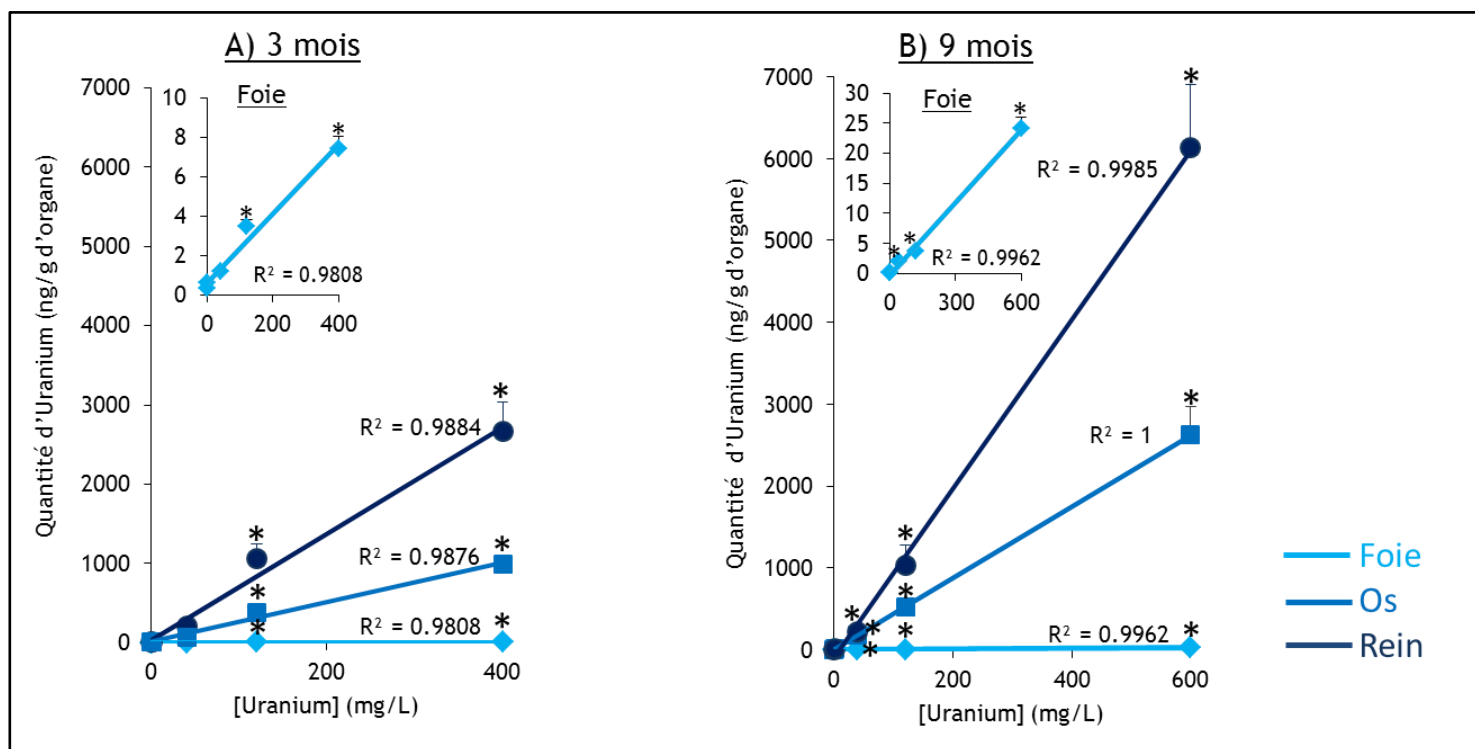 A) 3 mois
Quantité d'Uranium (ng/g d'organe)
7000
6000
5000
4000
3000
2000
1000
0
Foie
10
8
6
4
2
0
R² = 0.9808
0 200 400
*
*
R² = 0.9884
*
*
R² = 0.9876
*
*
R² = 0.9808
*
*
0 200 400
[Uranium] (mg/L)
B) 9 mois
Quantité d'Uranium (ng/g d'organe)
7000
6000
5000
4000
3000
2000
1000
0
Foie
30
25
20
15
10
5
0
*
*
*
R² = 0.9962
0 300 600
*
R² = 0.9985
*
R² = 1
*
*
*
*
*
*
R² = 0.9962
*
*
0 200 400 600
[Uranium] (mg/L)
Foie
Os
Rein